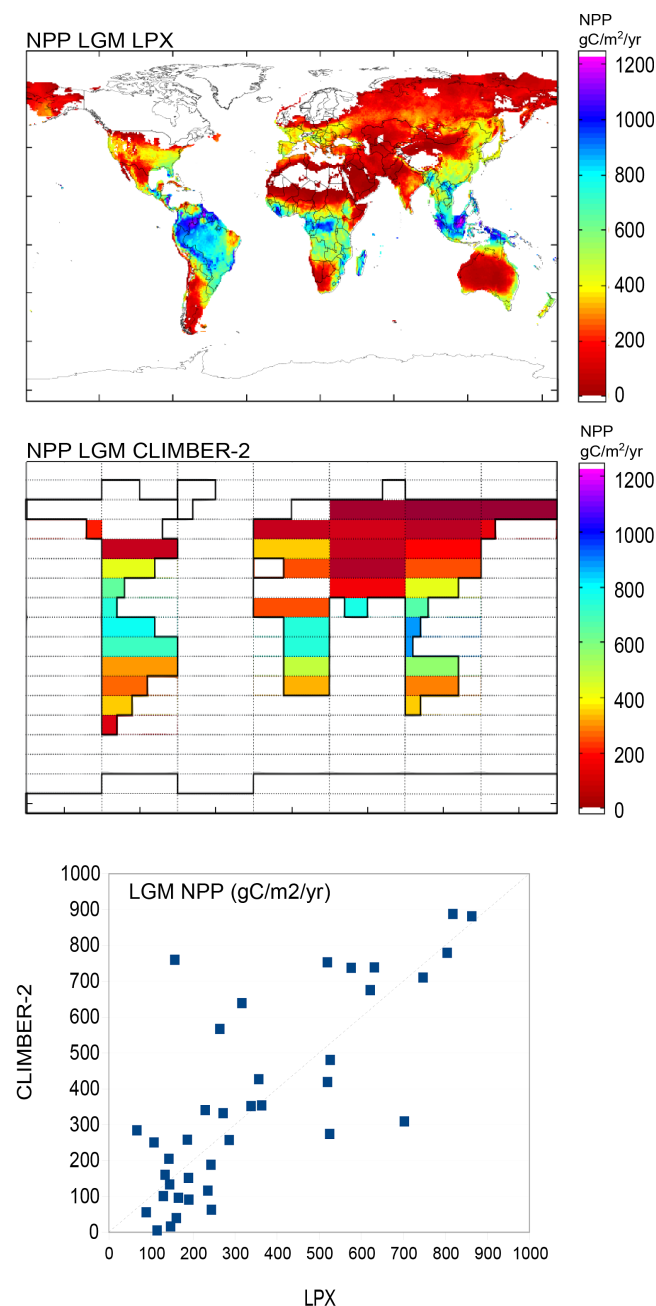 NPP
gC/m²/yr
NPP LGM LPX
1200
1000
800
600
400
200
0
NPP
gC/m²/yr
NPP LGM CLIMBER-2
1200
1000
800
600
400
200
0
LGM NPP (gC/m2/yr)
1000
900
800
700
600
500
400
300
200
100
0
CLIMBER-2
0 100 200 300 400 500 600 700 800 900 1000
LPX